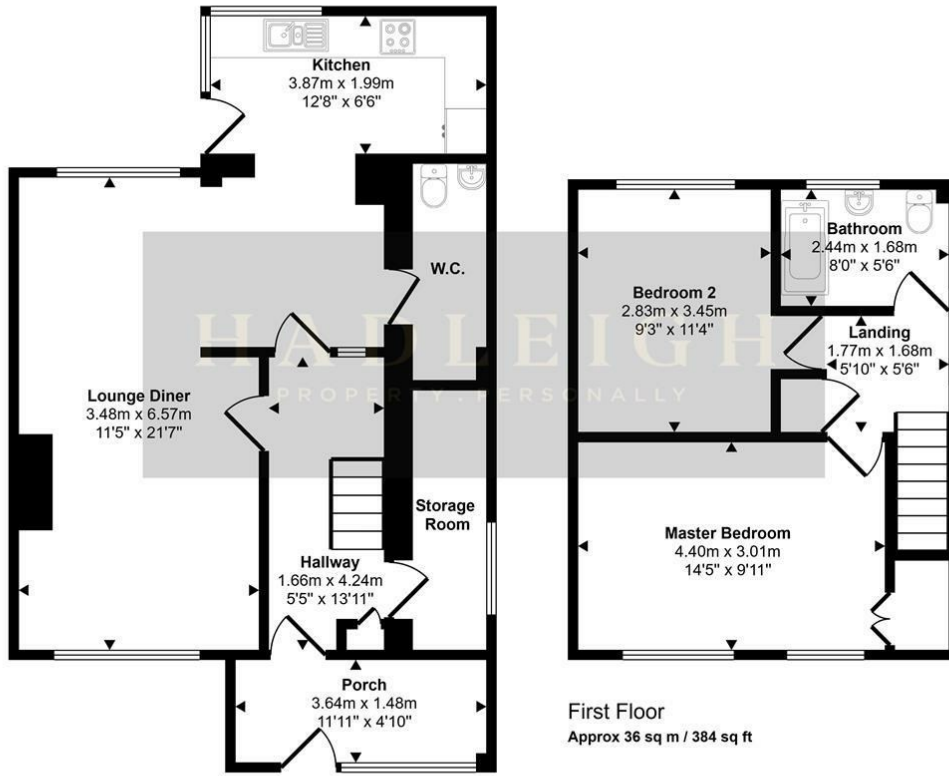 Kitchen
3.87m x 1.99m
12'8" x 6'6"
W.C.
Lounge Diner
3.48m x 6.57m
11'5" x 21'7"
Storage
Room
Hallway
1.66m x 4.24m
5'5" x 13'11"
Porch
3.64m x 1.48m
11'11" x 4'10"
Bathroom
2.44m x 1.68m
8'0" x 5'6"
Bedroom 2
2.83m x 3.45m
9'3" x 11'4"
Landing
1.77m x 1.68m
5'10" x 5'6"
Master Bedroom
4.40m x 3.01m
14'5" x 9'11"
First Floor
Approx 36 sq m / 384 sq ft
HADLEIGH
PROPERTY. PERSONALLY